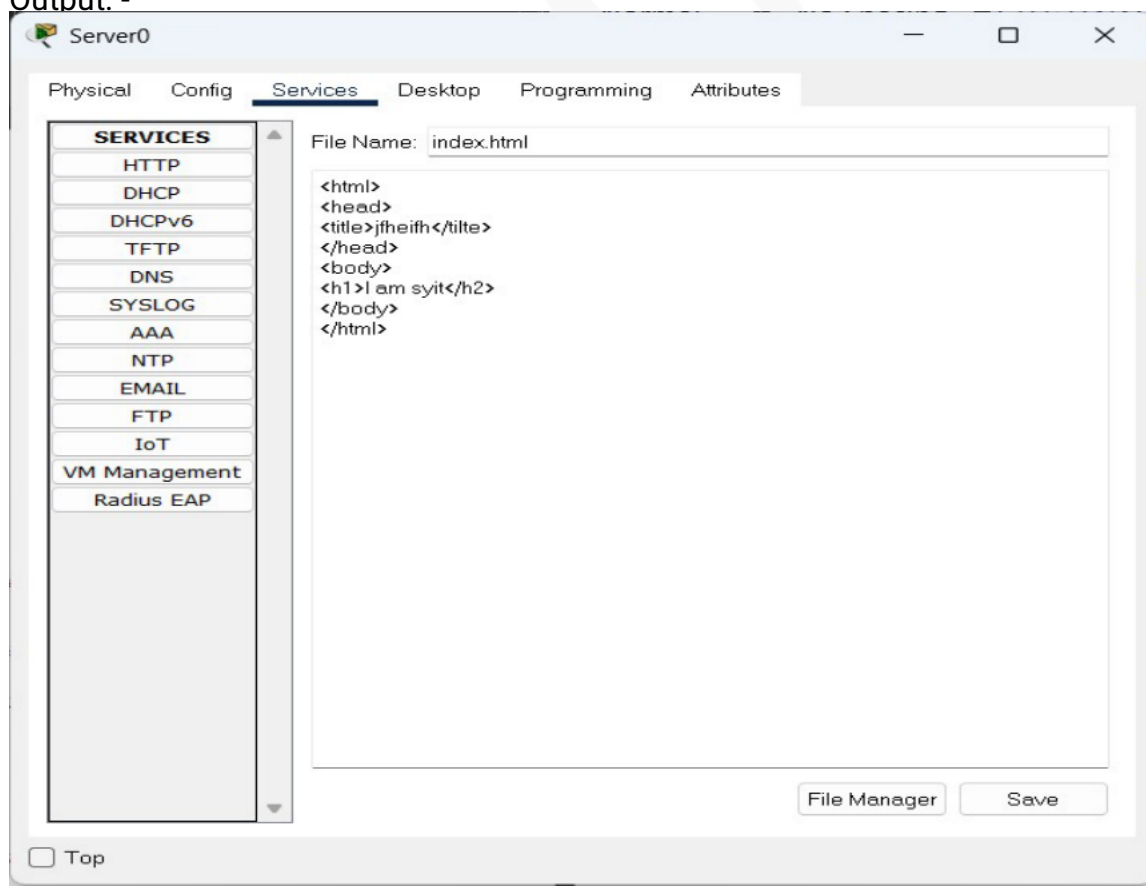 Output: -
Server0
Physical Config Services Desktop Programming Attributes
SERVICES
HTTP
DHCP
DHCPv6
TFTP
DNS
SYSLOG
AAA
NTP
EMAIL
FTP
IoT
VM Management
Radius EAP
File Name: index.html
<html>
<head>
<title>jfheifh</tilte>
</head>
<body>
<h1>I am syit</h2>
</body>
</html>
File Manager Save
Top